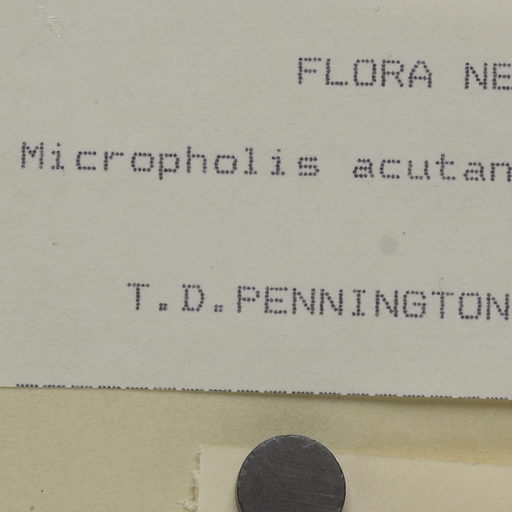 FLORA NE
Micropholis acutan
T.D.PENNINGTON